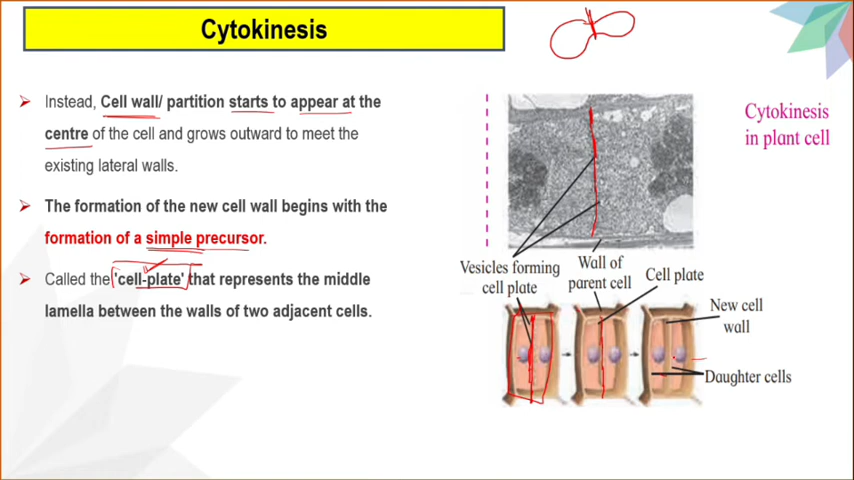 Cytokinesis
Instead, Cell wall/ partition starts to appear at the
centre of the cell and grows outward to meet the
existing lateral walls.
The formation of the new cell wall begins with the
formation of a simple precursor.
Called the 'cell-plate' that represents the middle
lamella between the walls of two adjacent cells.
Cytokinesis
in plant cell
Vesicles forming
cell plate
Wall of
parent cell
Cell plate
New cell
wall
Daughter cells